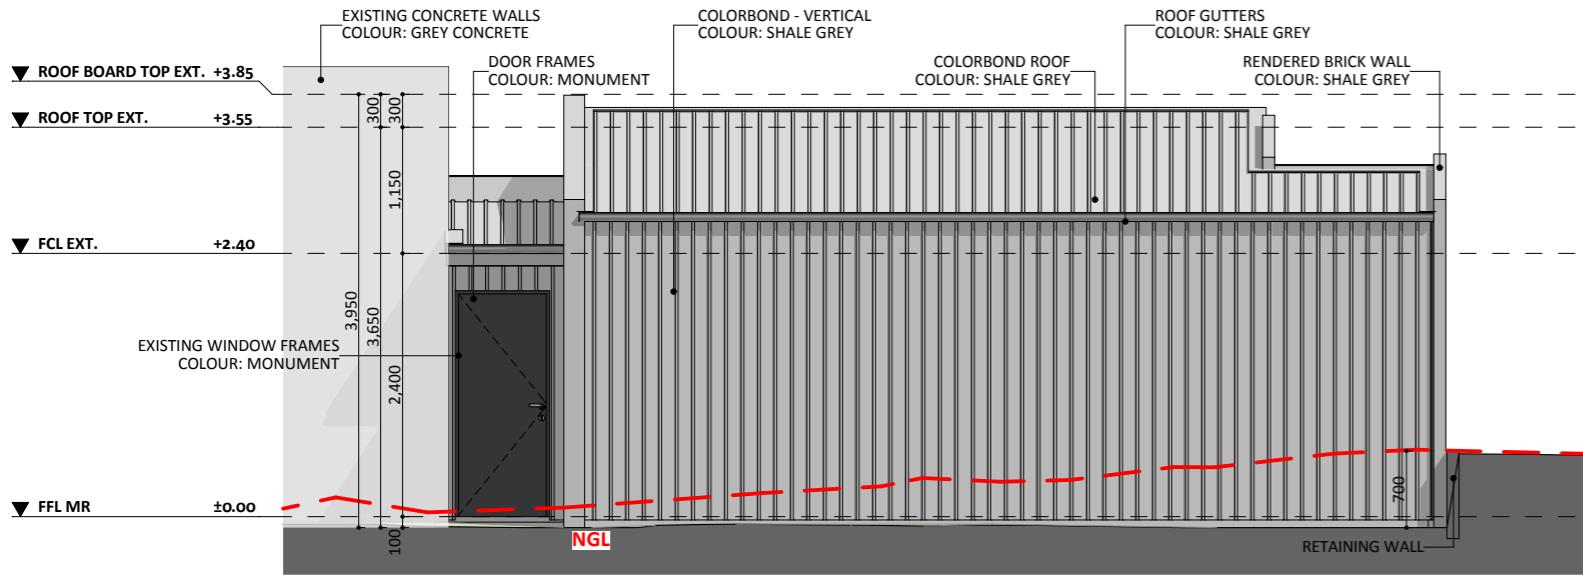 EXISTING CONCRETE WALLS
COLOUR: GREY CONCRETE
COLORBOND - VERTICAL
COLOUR: SHALE GREY
ROOF GUTTERS
COLOUR: SHALE GREY
DOOR FRAMES
COLOUR: MONUMENT
COLORBOND ROOF
COLOUR: SHALE GREY
RENDERED BRICK WALL
COLOUR: SHALE GREY
ROOF BOARD TOP EXT. +3.85
ROOF TOP EXT. +3.55
300
300
1,150
FCL EXT. +2.40
3,950
3,650
2,400
EXISTING WINDOW FRAMES
COLOUR: MONUMENT
700
FFL MR ±0.00
100
NGL
RETAINING WALL